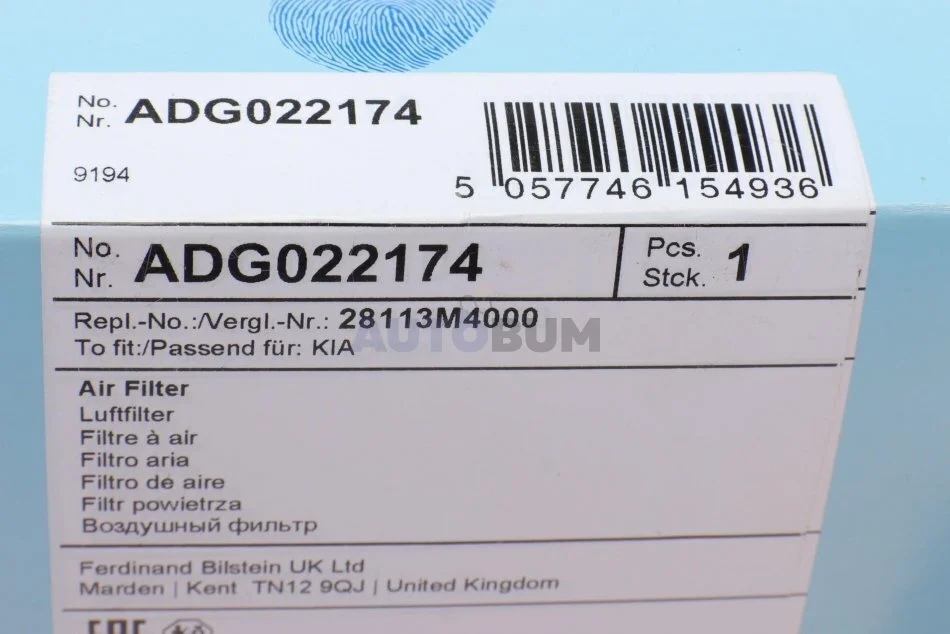 No.
Nr. ADG022174
9194
5 057746 154936
No.
Nr. ADG022174
Pcs.
Stck. 1
Repl.-No.:/Vergl.-Nr.: 28113M4000
To fit:/Passend für: KIA
AUTOBUM
Air Filter
Luftfilter
Filtre à air
Filtro aria
Filtro de aire
Filtr powietrza
Воздушный фильтр
Ferdinand Bilstein UK Ltd
Marden | Kent TN12 9QJ | United Kingdom